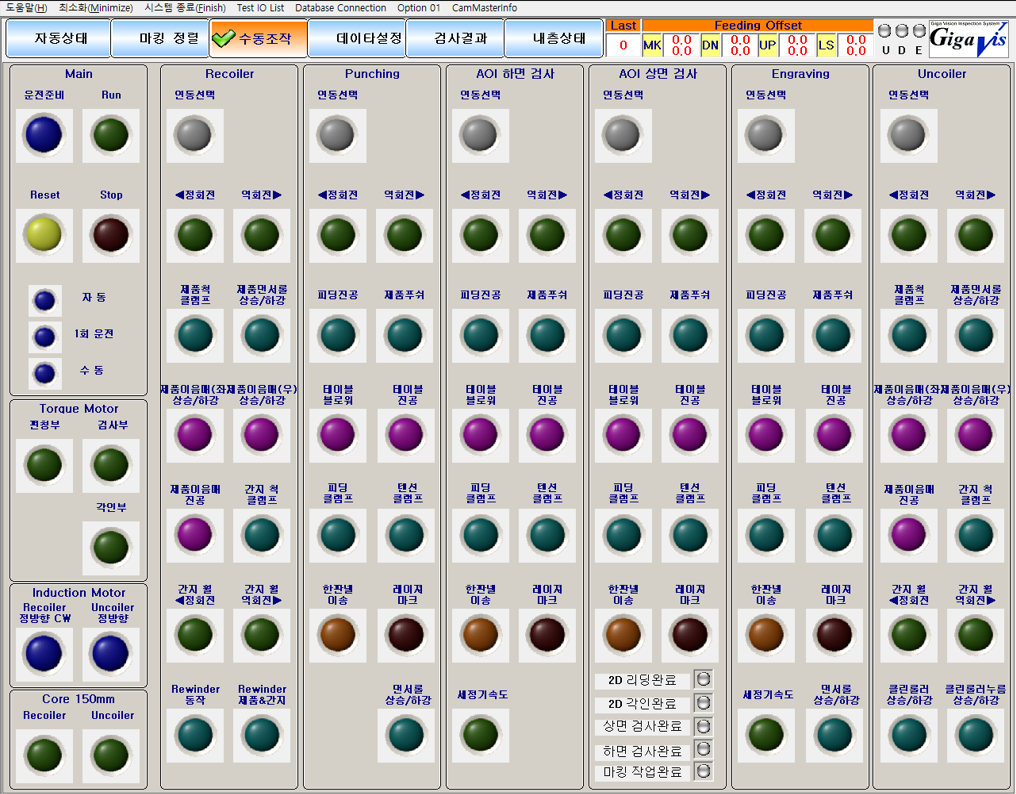 도움말(H) 최소화(Minimize) 시스템 종료(Finish) Test IO List Database Connection Option 01 CamMasterInfo
자동상태 마킹 정렬 수동조작 데이타설정 검사결과 내층상태
Last Feeding Offset
0 MK 0.0 0.0 DN 0.0 0.0 UP 0.0 0.0 LS 0.0 0.0
U D E
Giga Vision Inspection System
GigaVis
Main
운전준비 Run
Reset Stop
자 동
1회 운전
수 동
Torque Motor
펀칭부 검사부
각인부
Induction Motor
Recoiler Uncoiler
정방향 CW 정방향
Core 150mm
Recoiler Uncoiler
Recoiler
연동선택
◀정회전 역회전▶
제품척 제품댄서롤
클램프 상승/하강
제품이음매(좌) 제품이음매(우)
상승/하강 상승/하강
제품이음매 간지 척
진공 클램프
간지 휠 간지 휠
◀정회전 역회전▶
Rewinder Rewinder
동작 제품&간지
Punching
연동선택
◀정회전 역회전▶
피딩진공 제품푸쉬
테이블 테이블
블로워 진공
피딩 텐션
클램프 클램프
한판넬 레이져
이송 마크
댄서롤
상승/하강
AOI 하면 검사
연동선택
◀정회전 역회전▶
피딩진공 제품푸쉬
테이블 테이블
블로워 진공
피딩 텐션
클램프 클램프
한판넬 레이져
이송 마크
세정기속도
AOI 상면 검사
연동선택
◀정회전 역회전▶
피딩진공 제품푸쉬
테이블 테이블
블로워 진공
피딩 텐션
클램프 클램프
한판넬 레이져
이송 마크
2D 리딩완료
2D 각인완료
상면 검사완료
하면 검사완료
마킹 작업완료
Engraving
연동선택
◀정회전 역회전▶
피딩진공 제품푸쉬
테이블 테이블
블로워 진공
피딩 텐션
클램프 클램프
한판넬 레이져
이송 마크
세정기속도 댄서롤
상승/하강
Uncoiler
연동선택
◀정회전 역회전▶
제품척 제품댄서롤
클램프 상승/하강
제품이음매(좌) 제품이음매(우)
상승/하강 상승/하강
제품이음매 간지 척
진공 클램프
간지 휠 간지 휠
◀정회전 역회전▶
클린롤러 클린롤러누름
상승/하강 상승/하강